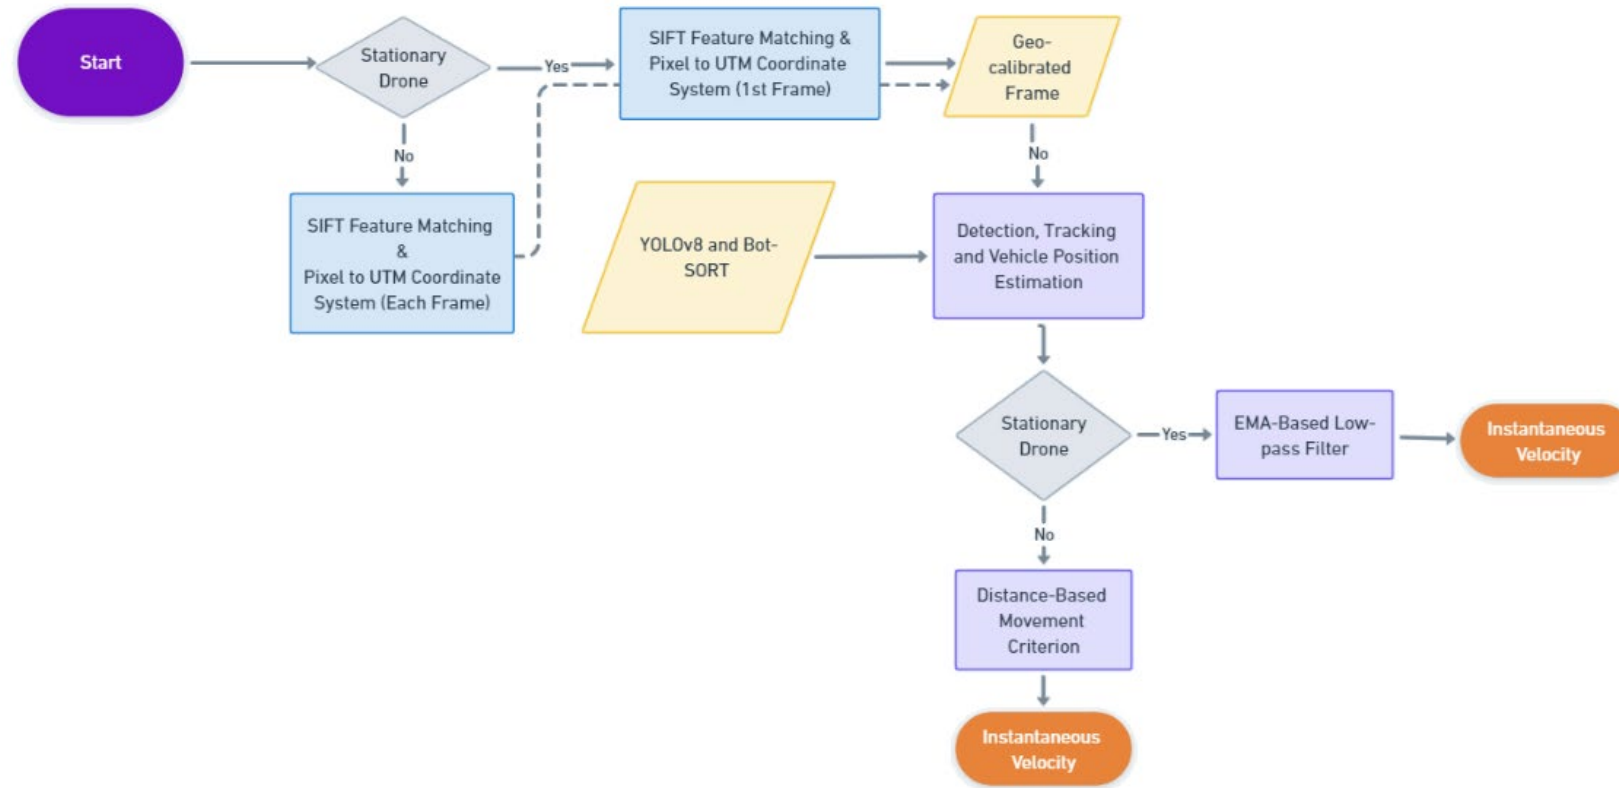 Start
Stationary
Drone
Yes
SIFT Feature Matching &
Pixel to UTM Coordinate
System (1st Frame)
Geo-
calibrated
Frame
No
No
SIFT Feature Matching
&
Pixel to UTM Coordinate
System (Each Frame)
YOLOv8 and Bot-
SORT
Detection, Tracking
and Vehicle Position
Estimation
Stationary
Drone
Yes
EMA-Based Low-
pass Filter
Instantaneous
Velocity
No
Distance-Based
Movement
Criterion
Instantaneous
Velocity